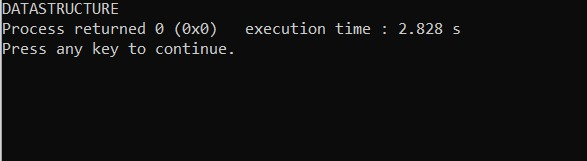 DATASTRUCTURE
Process returned 0 (0x0)   execution time : 2.828 s
Press any key to continue.